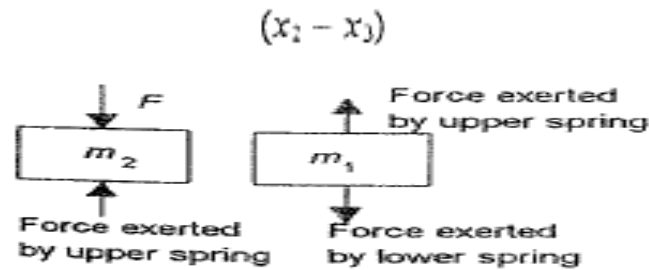 (x₂ − x₃)
F
m₂
Force exerted
by upper spring
Force exerted
by upper spring
m₁
Force exerted
by lower spring